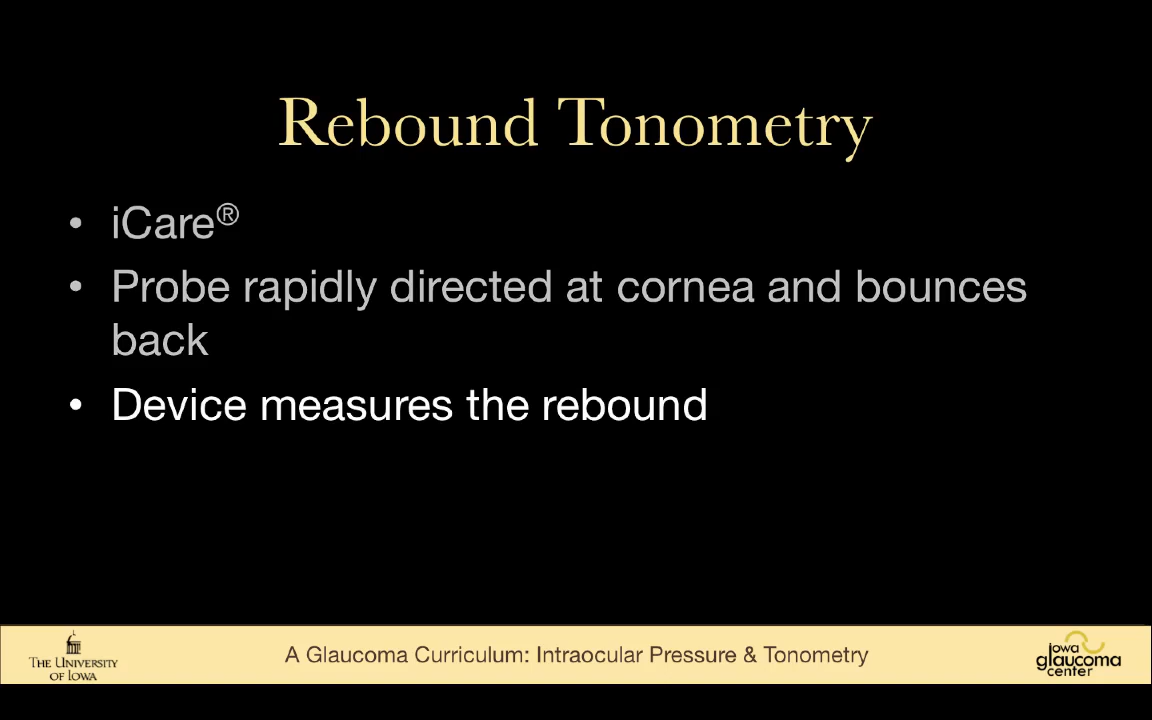 Rebound Tonometry
• iCare®
• Probe rapidly directed at cornea and bounces
back
• Device measures the rebound
THE UNIVERSITY
OF IOWA
A Glaucoma Curriculum: Intraocular Pressure & Tonometry
iowa
glaucoma
center